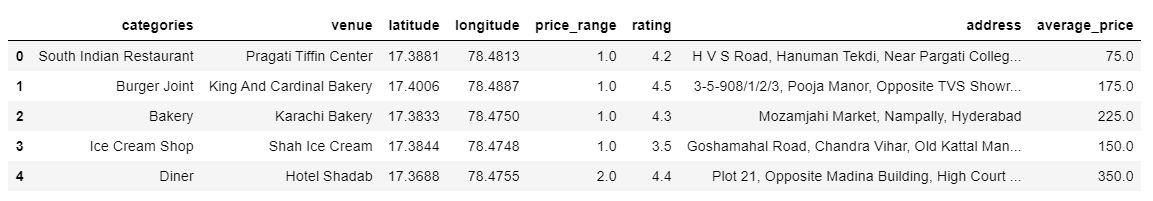 categories venue latitude longitude price_range rating address average_price
0 South Indian Restaurant Pragati Tiffin Center 17.3881 78.4813 1.0 4.2 H V S Road, Hanuman Tekdi, Near Pargati Colleg... 75.0
1 Burger Joint King And Cardinal Bakery 17.4006 78.4887 1.0 4.5 3-5-908/1/2/3, Pooja Manor, Opposite TVS Showr... 175.0
2 Bakery Karachi Bakery 17.3833 78.4750 1.0 4.3 Mozamjahi Market, Nampally, Hyderabad 225.0
3 Ice Cream Shop Shah Ice Cream 17.3844 78.4748 1.0 3.5 Goshamahal Road, Chandra Vihar, Old Kattal Man... 150.0
4 Diner Hotel Shadab 17.3688 78.4755 2.0 4.4 Plot 21, Opposite Madina Building, High Court ... 350.0